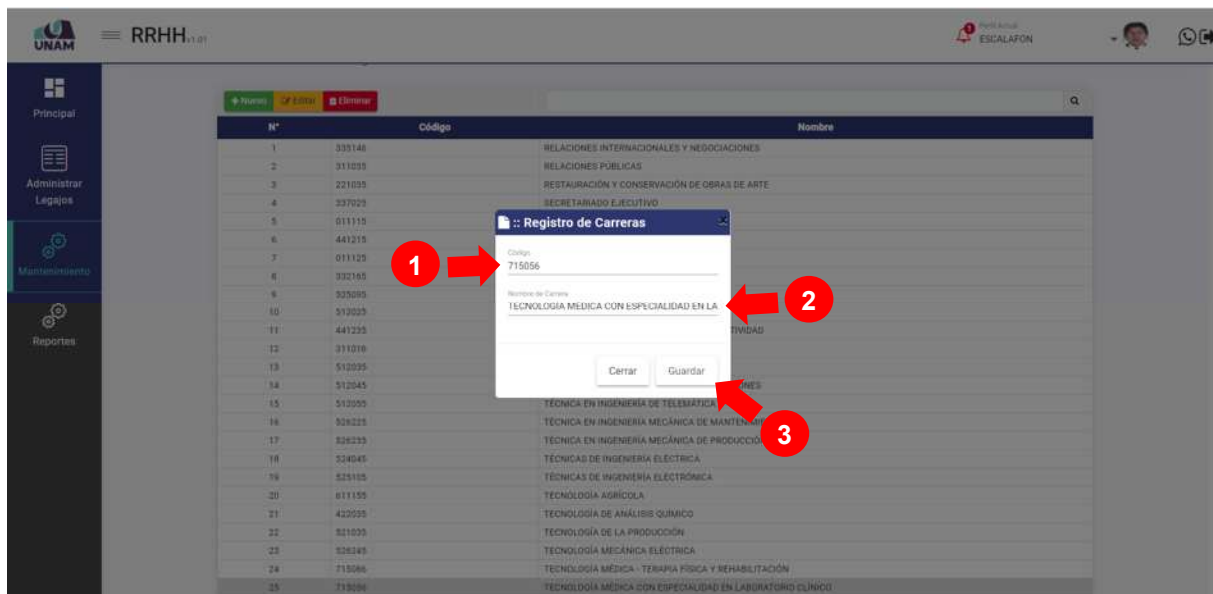 UNAM
RRHH v1.01
1
Perfil Actual
ESCALAFON
Principal
Administrar
Legajos
Mantenimiento
Reportes
Nuevo Editar Eliminar
N° Código Nombre
1 335146 RELACIONES INTERNACIONALES Y NEGOCIACIONES
2 311035 RELACIONES PÚBLICAS
3 221035 RESTAURACIÓN Y CONSERVACIÓN DE OBRAS DE ARTE
4 337025 SECRETARIADO EJECUTIVO
5 011115
6 441215
7 011125
8 332165
9
10
11 441235 TIVIDAD
12 311016
13 512035
14 512045 ONES
15 512055 TÉCNICA EN INGENIERÍA DE TELEMÁTICA
16 526225 TÉCNICA EN INGENIERÍA MECÁNICA DE
17 526235 TÉCNICA EN INGENIERÍA MECÁNICA DE PRODUCCIÓN
18 524045 TÉCNICAS DE INGENIERÍA ELÉCTRICA
19 525105 TÉCNICAS DE INGENIERÍA ELECTRÓNICA
20 611155 TECNOLOGÍA AGRÍCOLA
21 422035 TECNOLOGÍA DE ANÁLISIS QUÍMICO
22 521035 TECNOLOGÍA DE LA PRODUCCIÓN
23 526245 TECNOLOGÍA MECÁNICA ELÉCTRICA
24 715066 TECNOLOGÍA MÉDICA - TERAPIA FÍSICA Y REHABILITACIÓN
25 715056 TECNOLOGÍA MÉDICA CON ESPECIALIDAD EN LABORATORIO CLÍNICO
:: Registro de Carreras
Código
715056
Nombre de Carrera
TECNOLOGÍA MÉDICA CON ESPECIALIDAD EN LA
Cerrar Guardar
1
2
3